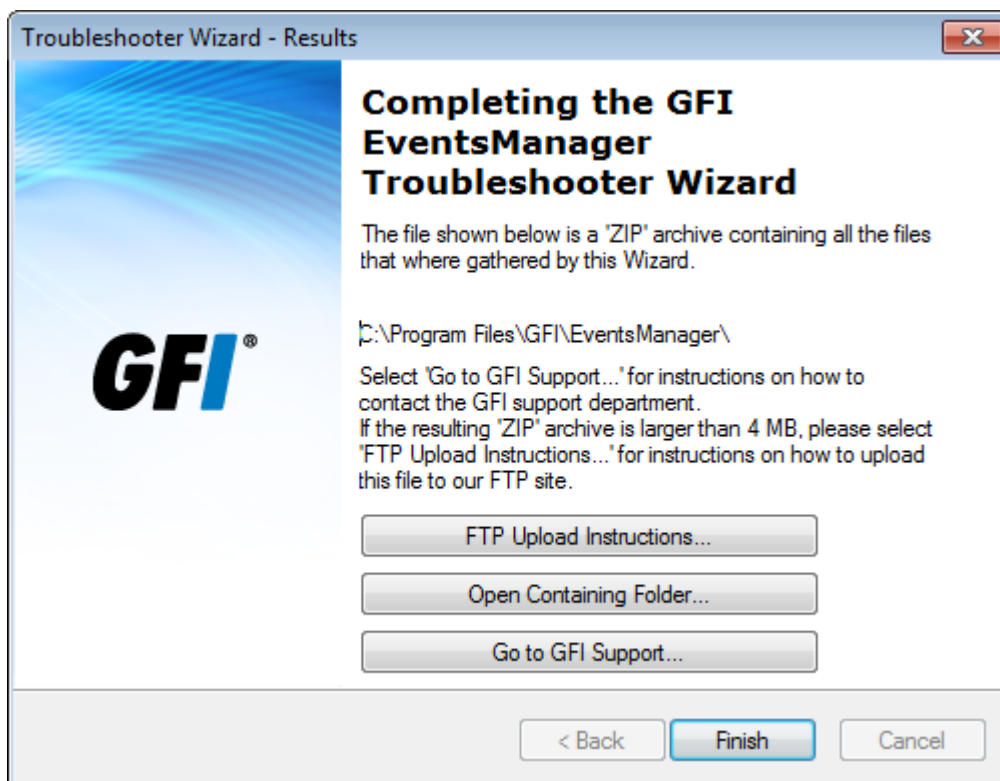 Troubleshooter Wizard - Results
Completing the GFI
EventsManager
Troubleshooter Wizard
The file shown below is a "ZIP" archive containing all the files
that where gathered by this Wizard.
GFI®
C:\Program Files\GFI\EventsManager\
Select "Go to GFI Support..." for instructions on how to
contact the GFI support department.
If the resulting "ZIP" archive is larger than 4 MB, please select
"FTP Upload Instructions..." for instructions on how to upload
this file to our FTP site.
FTP Upload Instructions...
Open Containing Folder...
Go to GFI Support...
< Back
Finish
Cancel